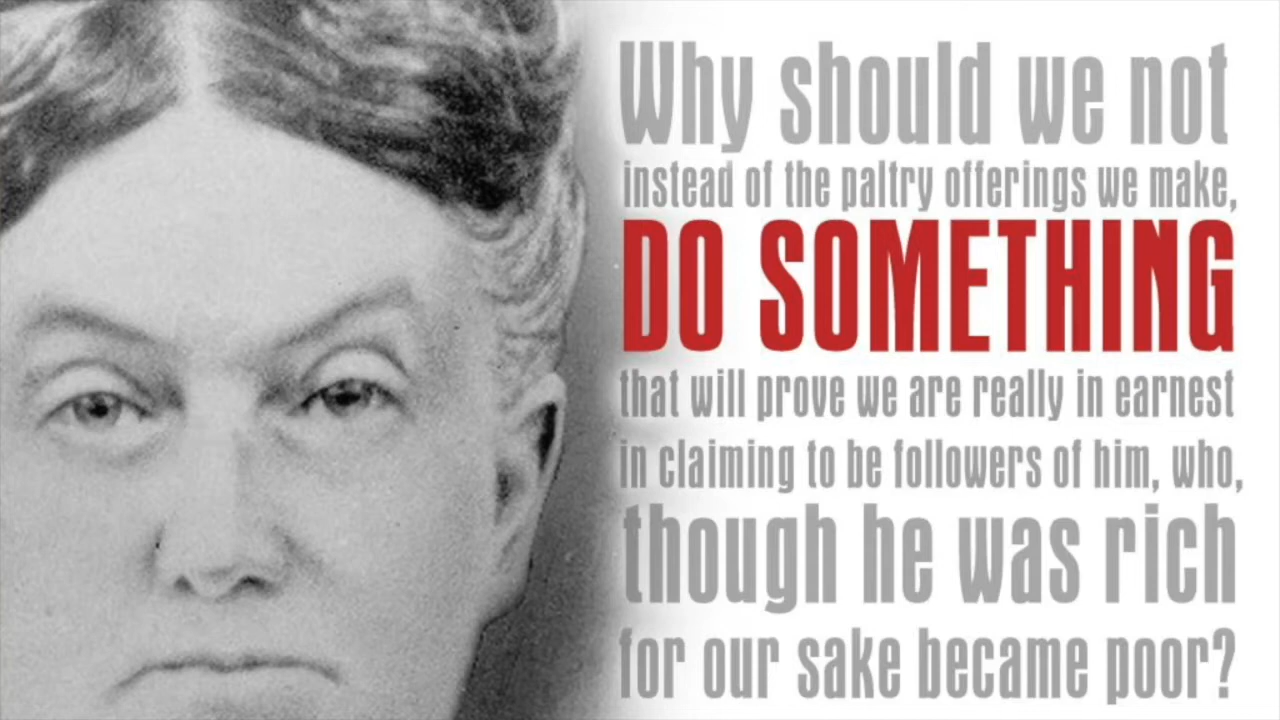 Why should we not
instead of the paltry offerings we make,
DO SOMETHING
that will prove we are really in earnest
in claiming to be followers of him, who,
though he was rich
for our sake became poor?